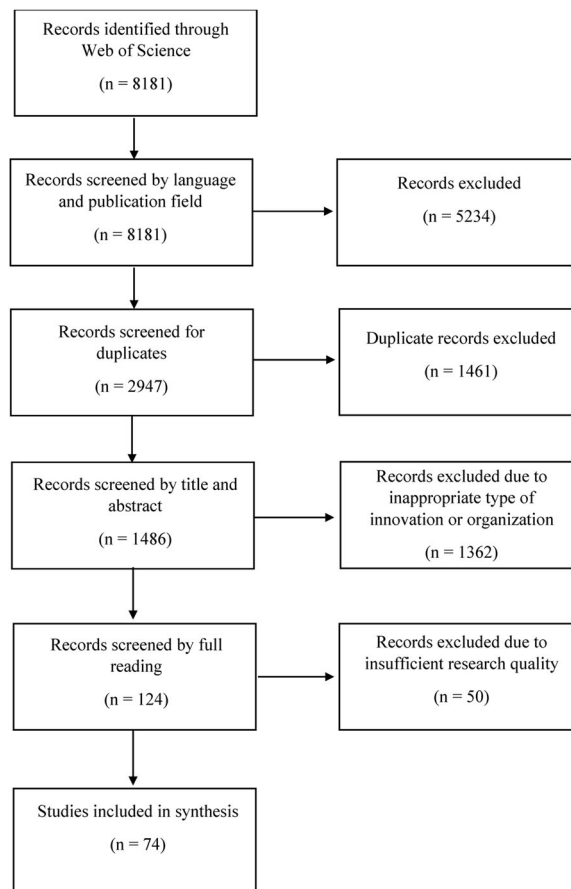 Records identified through
Web of Science
(n = 8181)
Records screened by language
and publication field
(n = 8181)
Records excluded
(n = 5234)
Records screened for
duplicates
(n = 2947)
Duplicate records excluded
(n = 1461)
Records screened by title and
abstract
(n = 1486)
Records excluded due to
inappropriate type of
innovation or organization
(n = 1362)
Records screened by full
reading
(n = 124)
Records excluded due to
insufficient research quality
(n = 50)
Studies included in synthesis
(n = 74)